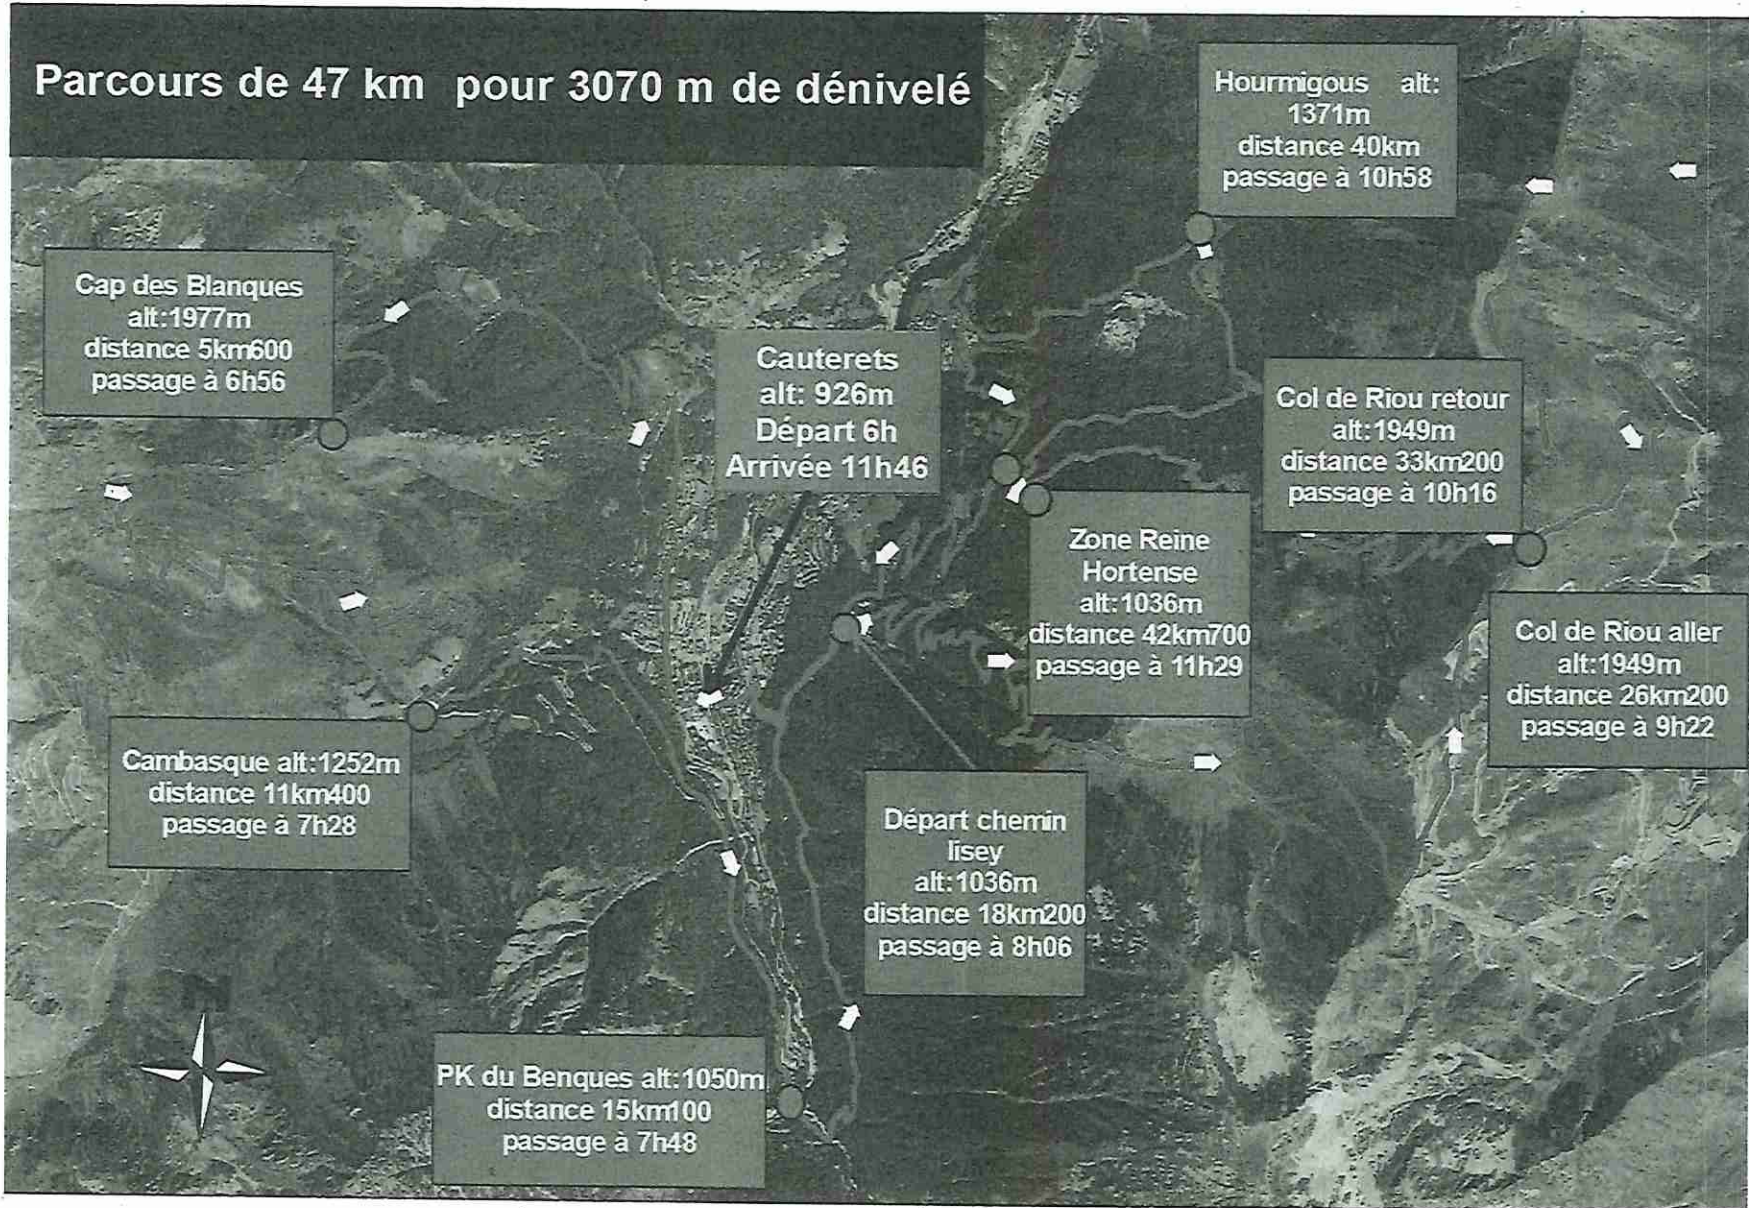 Parcours de 47 km pour 3070 m de dénivelé
Hourmigous alt:
1371m
distance 40km
passage à 10h58
Cap des Blanques
alt:1977m
distance 5km600
passage à 6h56
Cauterets
alt: 926m
Départ 6h
Arrivée 11h46
Col de Riou retour
alt:1949m
distance 33km200
passage à 10h16
Zone Reine
Hortense
alt:1036m
distance 42km700
passage à 11h29
Col de Riou aller
alt:1949m
distance 26km200
passage à 9h22
Cambasque alt:1252m
distance 11km400
passage à 7h28
Départ chemin
lisey
alt:1036m
distance 18km200
passage à 8h06
N
PK du Benques alt:1050m
distance 15km100
passage à 7h48